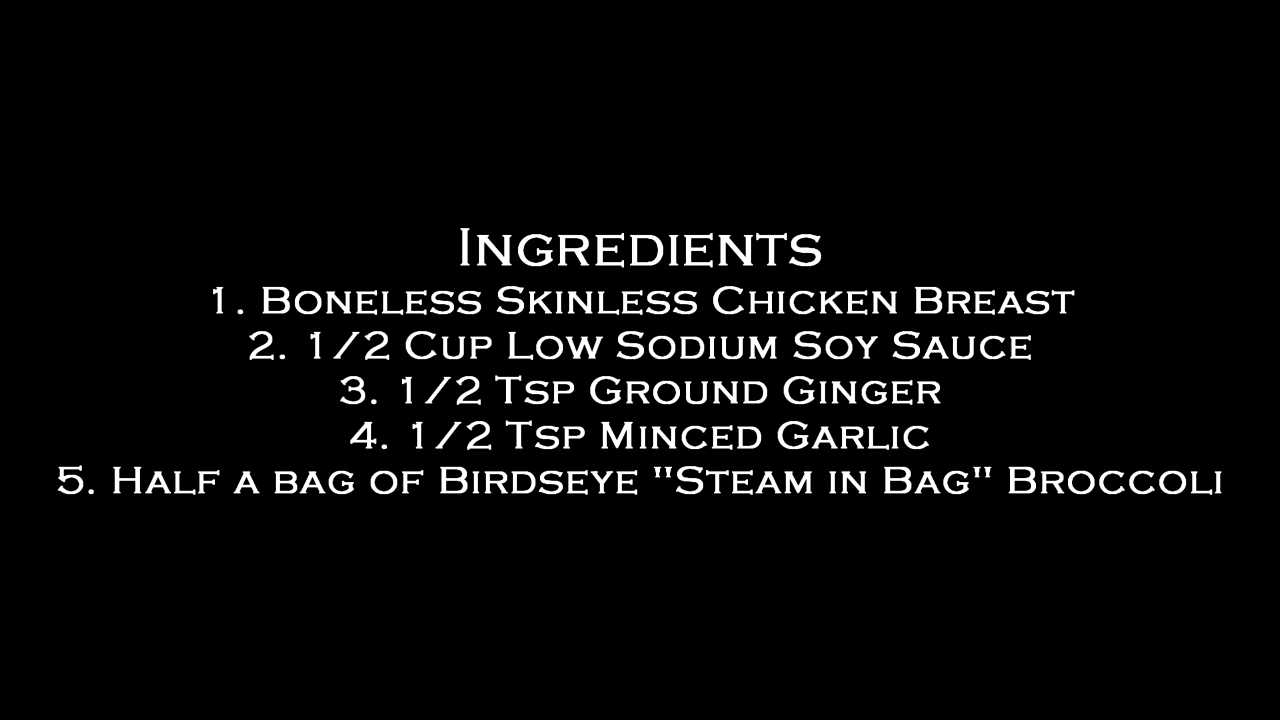 Ingredients
1. Boneless Skinless Chicken Breast
2. 1/2 Cup Low Sodium Soy Sauce
3. 1/2 Tsp Ground Ginger
4. 1/2 Tsp Minced Garlic
5. Half a bag of Birdseye "Steam in Bag" Broccoli